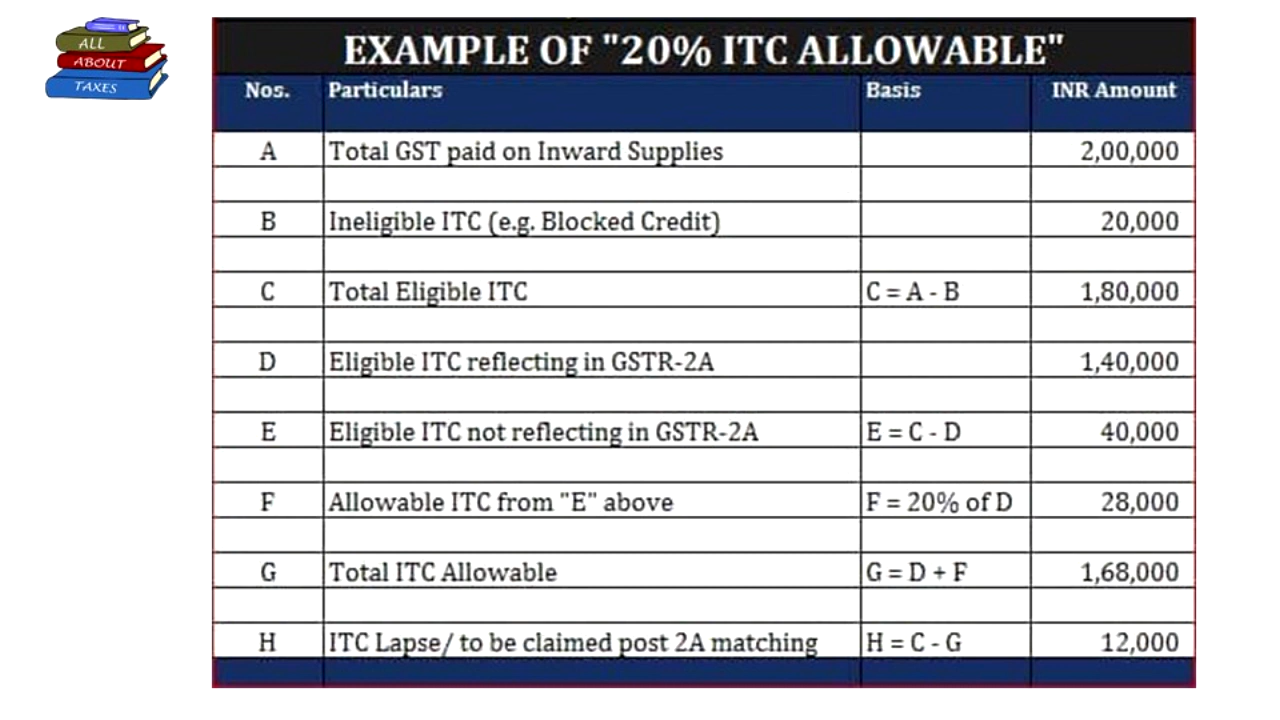 ALL
ABOUT
TAXES
EXAMPLE OF "20% ITC ALLOWABLE"
Nos. Particulars Basis INR Amount
A Total GST paid on Inward Supplies 2,00,000
B Ineligible ITC (e.g. Blocked Credit) 20,000
C Total Eligible ITC C = A - B 1,80,000
D Eligible ITC reflecting in GSTR-2A 1,40,000
E Eligible ITC not reflecting in GSTR-2A E = C - D 40,000
F Allowable ITC from "E" above F = 20% of D 28,000
G Total ITC Allowable G = D + F 1,68,000
H ITC Lapse/ to be claimed post 2A matching H = C - G 12,000